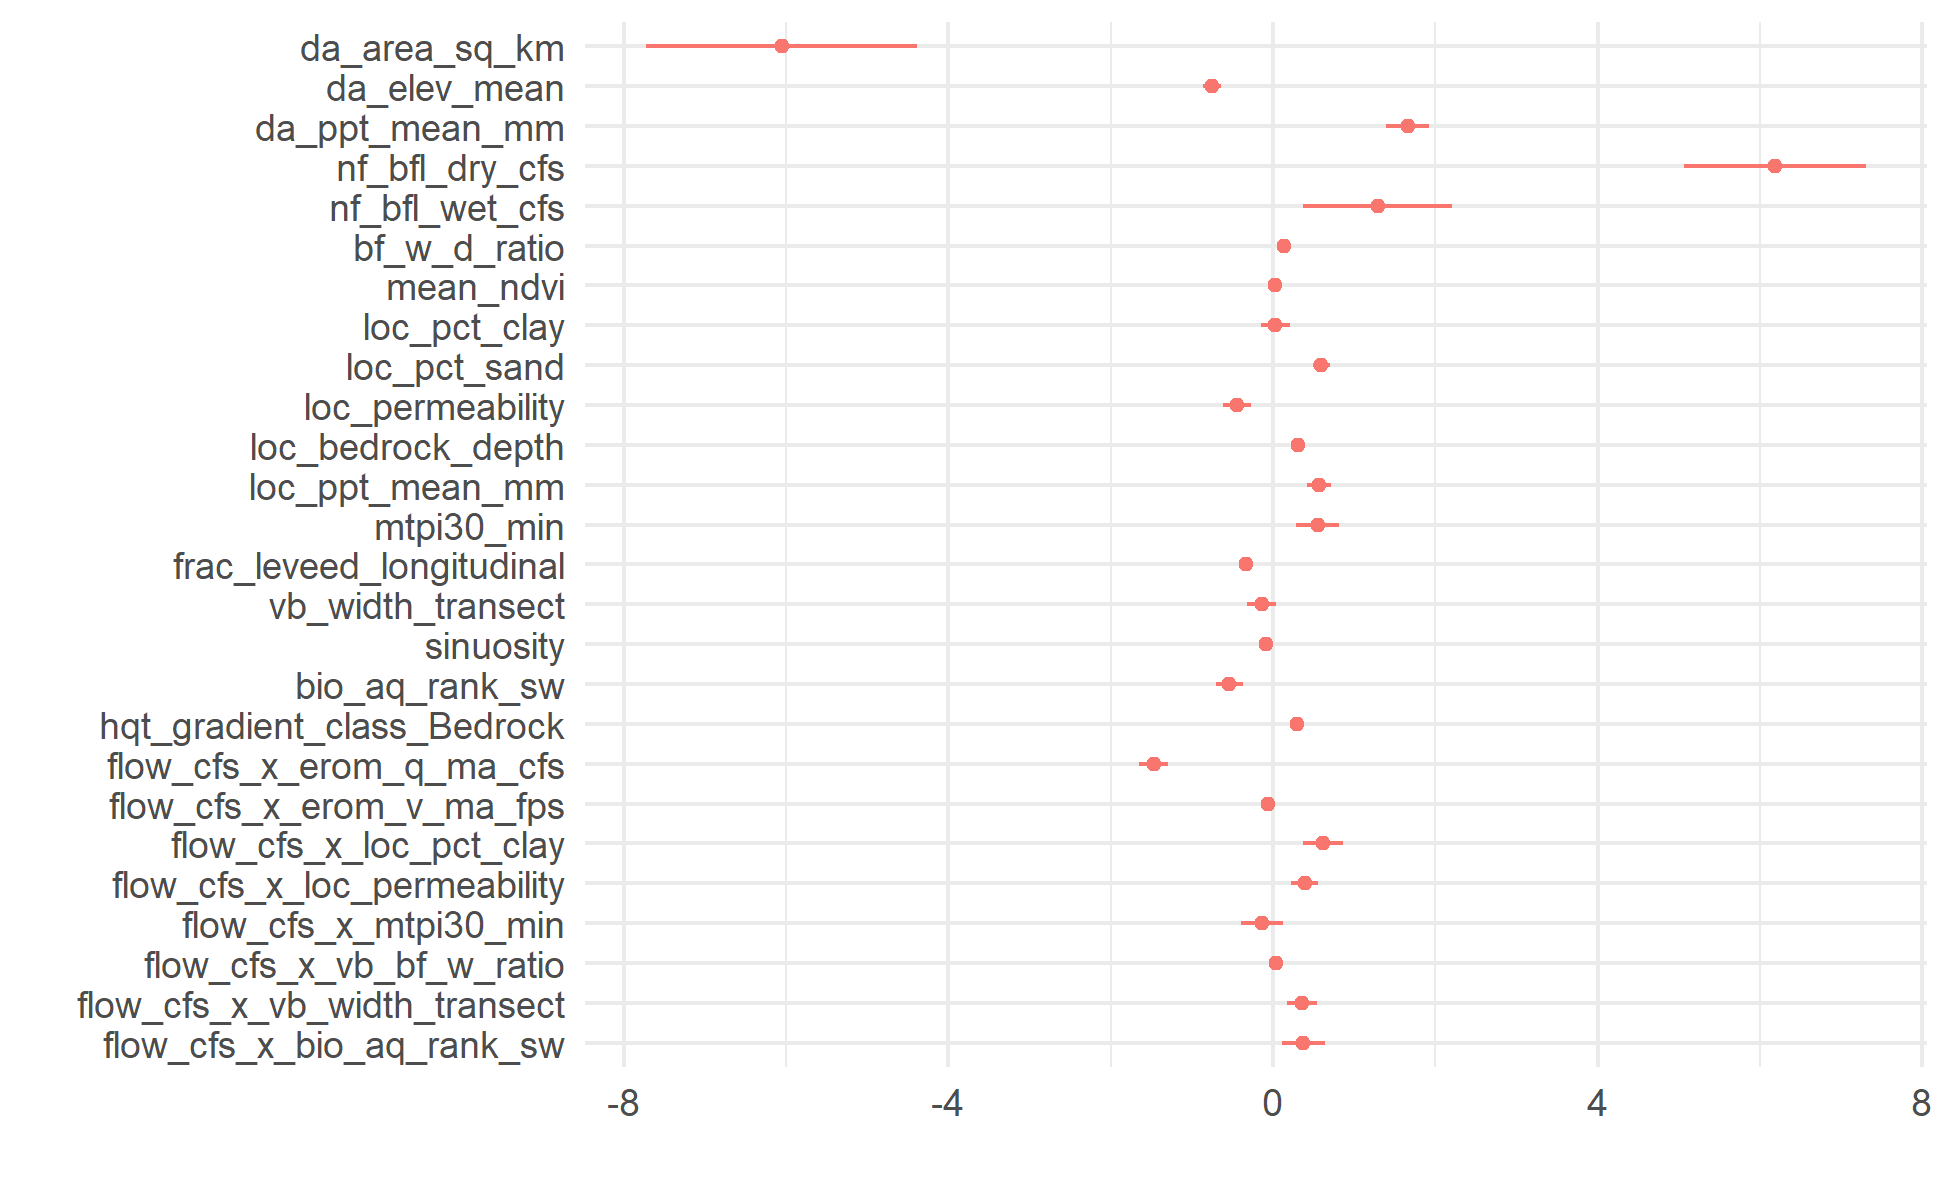 da_area_sq_km
da_elev_mean
da_ppt_mean_mm
nf_bfl_dry_cfs
nf_bfl_wet_cfs
bf_w_d_ratio
mean_ndvi
loc_pct_clay
loc_pct_sand
loc_permeability
loc_bedrock_depth
loc_ppt_mean_mm
mtpi30_min
frac_leveed_longitudinal
vb_width_transect
sinuosity
bio_aq_rank_sw
hqt_gradient_class_Bedrock
flow_cfs_x_erom_q_ma_cfs
flow_cfs_x_erom_v_ma_fps
flow_cfs_x_loc_pct_clay
flow_cfs_x_loc_permeability
flow_cfs_x_mtpi30_min
flow_cfs_x_vb_bf_w_ratio
flow_cfs_x_vb_width_transect
flow_cfs_x_bio_aq_rank_sw
-8 -4 0 4 8